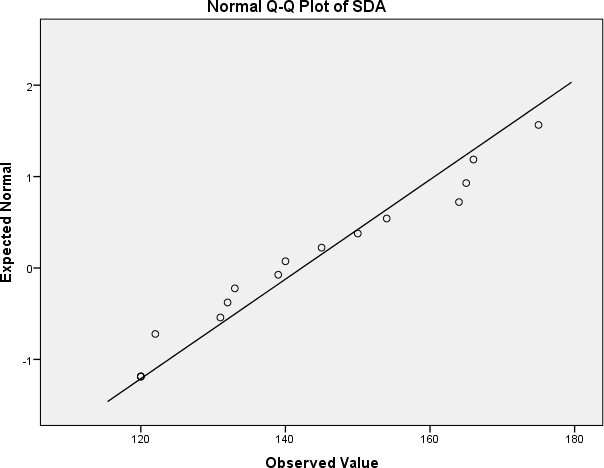 Normal Q-Q Plot of SDA
2
1
0
-1
Expected Normal
120 140 160 180
Observed Value